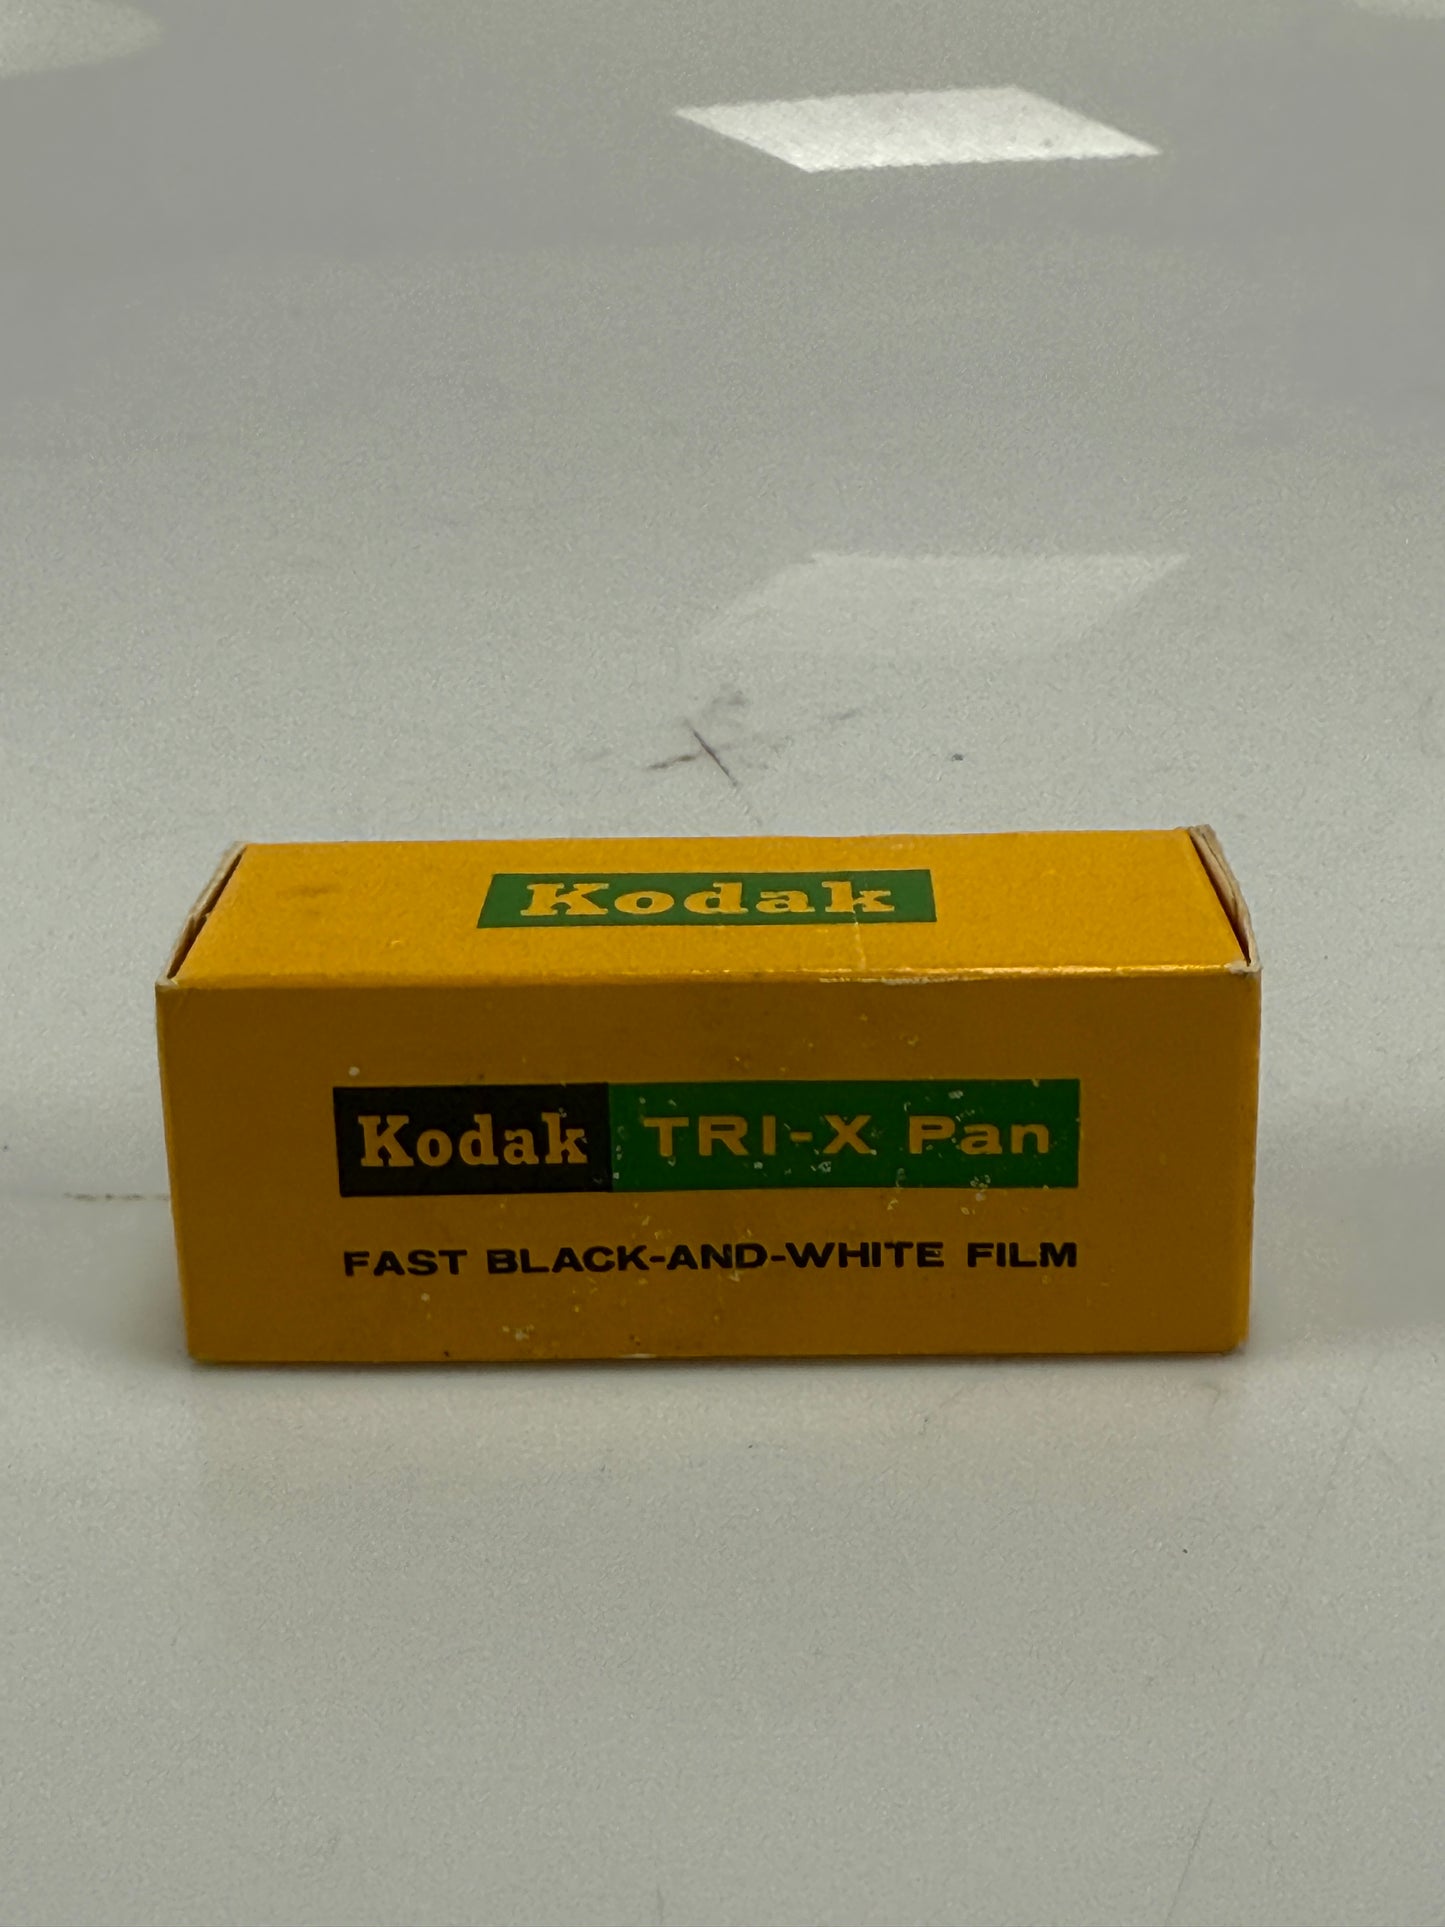 Kodak
Kodak TRI-X Pan
FAST BLACK-AND-WHITE FILM